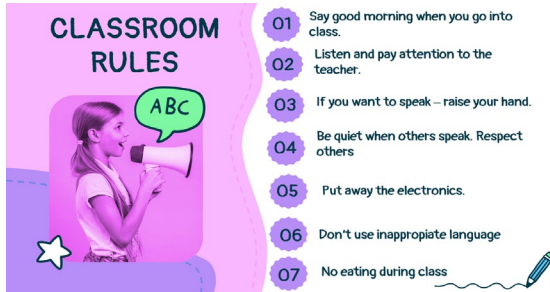 CLASSROOM
RULES
ABC
01 Say good morning when you go into
class.
02 Listen and pay attention to the
teacher.
03 If you want to speak – raise your hand.
04 Be quiet when others speak. Respect
others
05 Put away the electronics.
06 Don't use inappropiate language
07 No eating during class